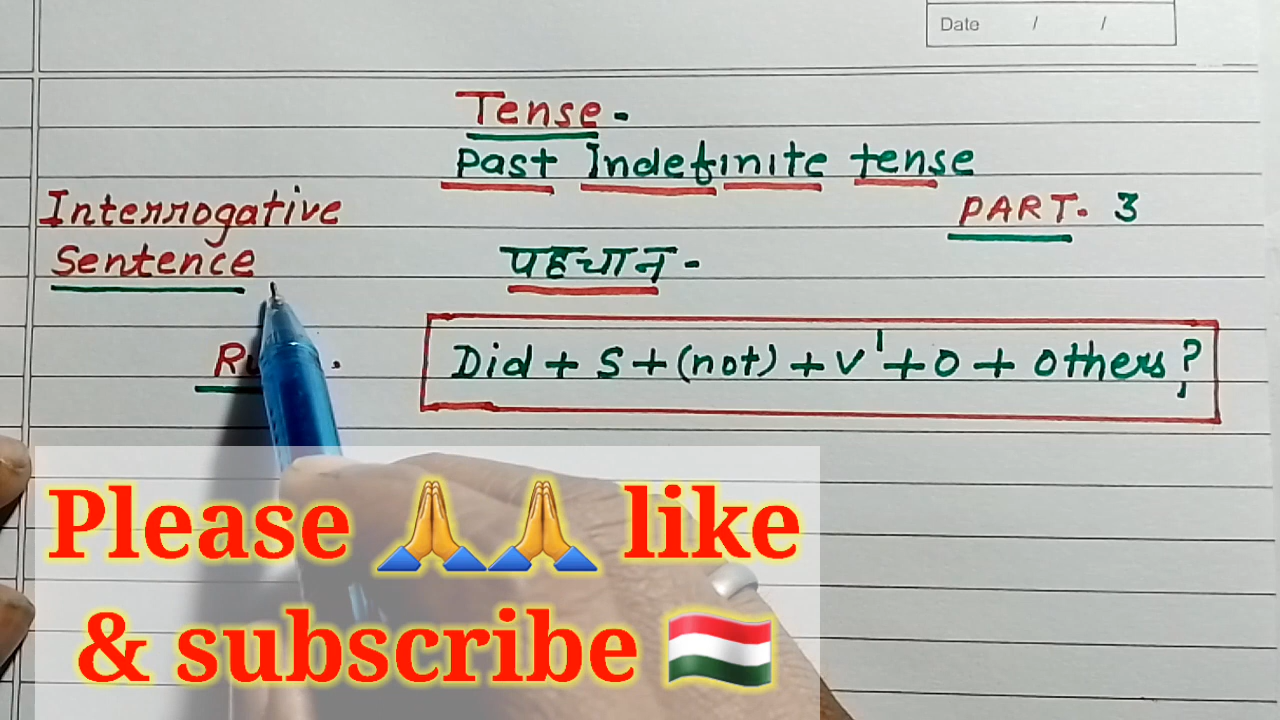 Date / /
Tense-
Past Indefinite tense
Interrogative
PART. 3
Sentence
पहचान-
Did + S + (not) + V¹ + O + Others?
Please 🙏🙏 like
& subscribe 🇭🇺